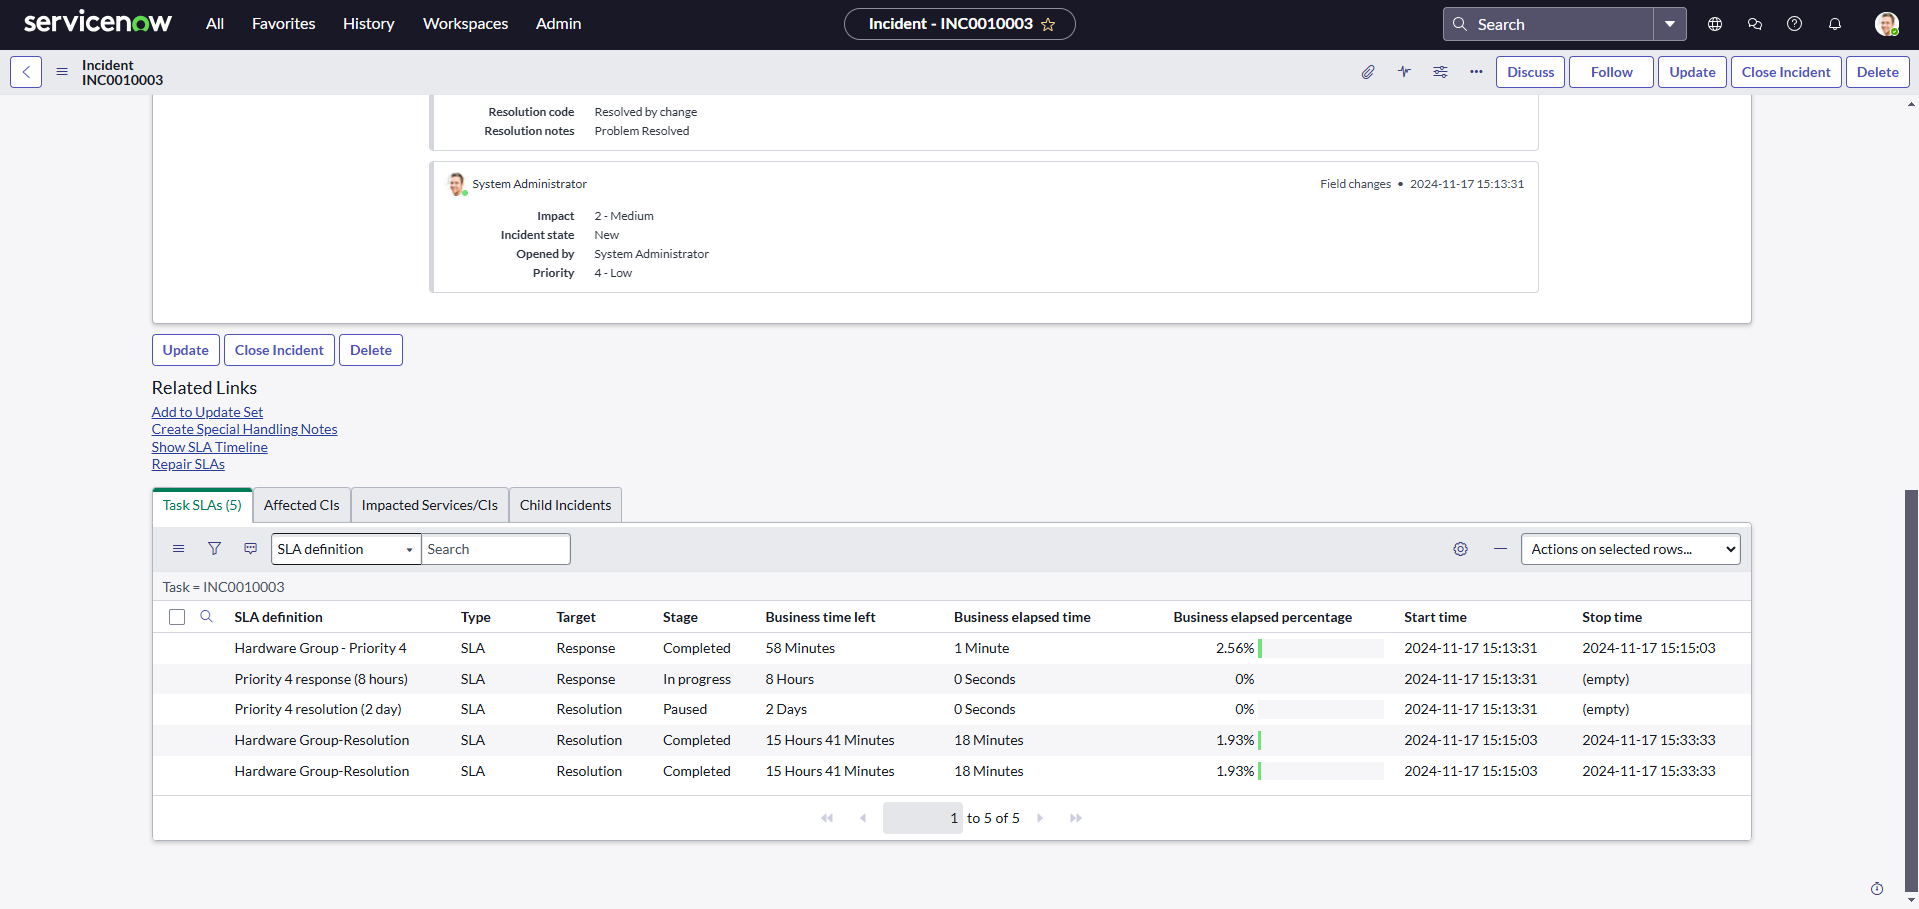 servicenow
All Favorites History Workspaces Admin
Incident - INC0010003
Search
Incident
INC0010003
Discuss Follow Update Close Incident Delete
Resolution code Resolved by change
Resolution notes Problem Resolved
System Administrator Field changes • 2024-11-17 15:13:31
Impact 2 - Medium
Incident state New
Opened by System Administrator
Priority 4 - Low
Update Close Incident Delete
Related Links
Add to Update Set
Create Special Handling Notes
Show SLA Timeline
Repair SLAs
Task SLAs (5) Affected CIs Impacted Services/CIs Child Incidents
SLA definition Search Actions on selected rows...
Task = INC0010003
SLA definition Type Target Stage Business time left Business elapsed time Business elapsed percentage Start time Stop time
Hardware Group - Priority 4 SLA Response Completed 58 Minutes 1 Minute 2.56% 2024-11-17 15:13:31 2024-11-17 15:15:03
Priority 4 response (8 hours) SLA Response In progress 8 Hours 0 Seconds 0% 2024-11-17 15:13:31 (empty)
Priority 4 resolution (2 day) SLA Resolution Paused 2 Days 0 Seconds 0% 2024-11-17 15:13:31 (empty)
Hardware Group-Resolution SLA Resolution Completed 15 Hours 41 Minutes 18 Minutes 1.93% 2024-11-17 15:15:03 2024-11-17 15:33:33
Hardware Group-Resolution SLA Resolution Completed 15 Hours 41 Minutes 18 Minutes 1.93% 2024-11-17 15:15:03 2024-11-17 15:33:33
1 to 5 of 5